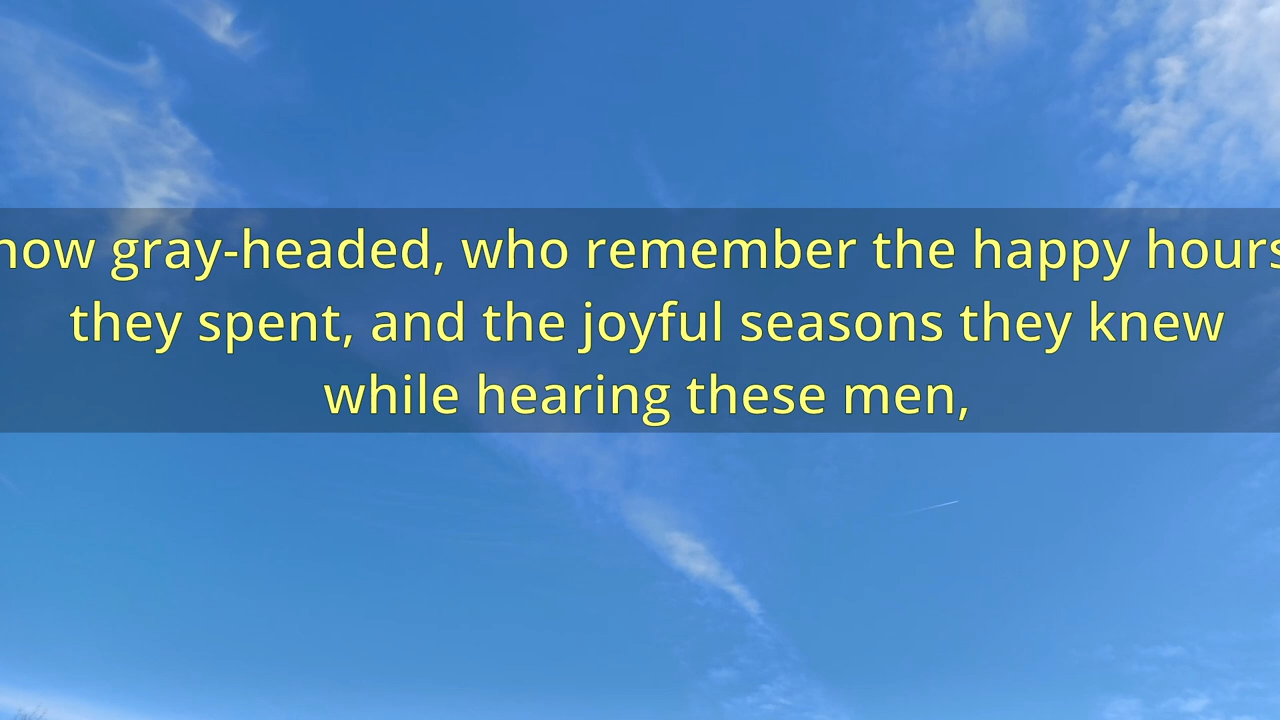 now gray-headed, who remember the happy hours
they spent, and the joyful seasons they knew
while hearing these men,